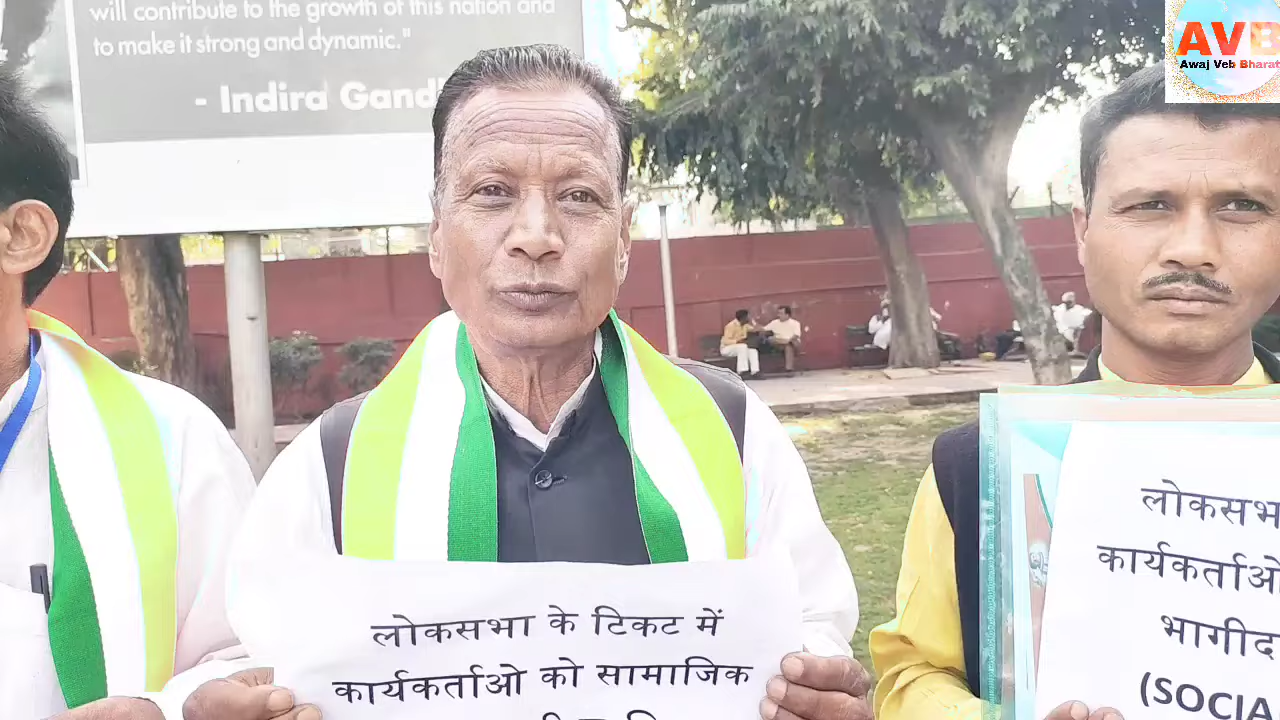 will contribute to the growth of this nation and
to make it strong and dynamic."
- Indira Gandh
AVB
Awaj Veb Bharat
लोकसभा के टिकट में
कार्यकर्ताओ को सामाजिक
लोकसभ
कार्यकर्ताओ
भागीद
(SOCIA